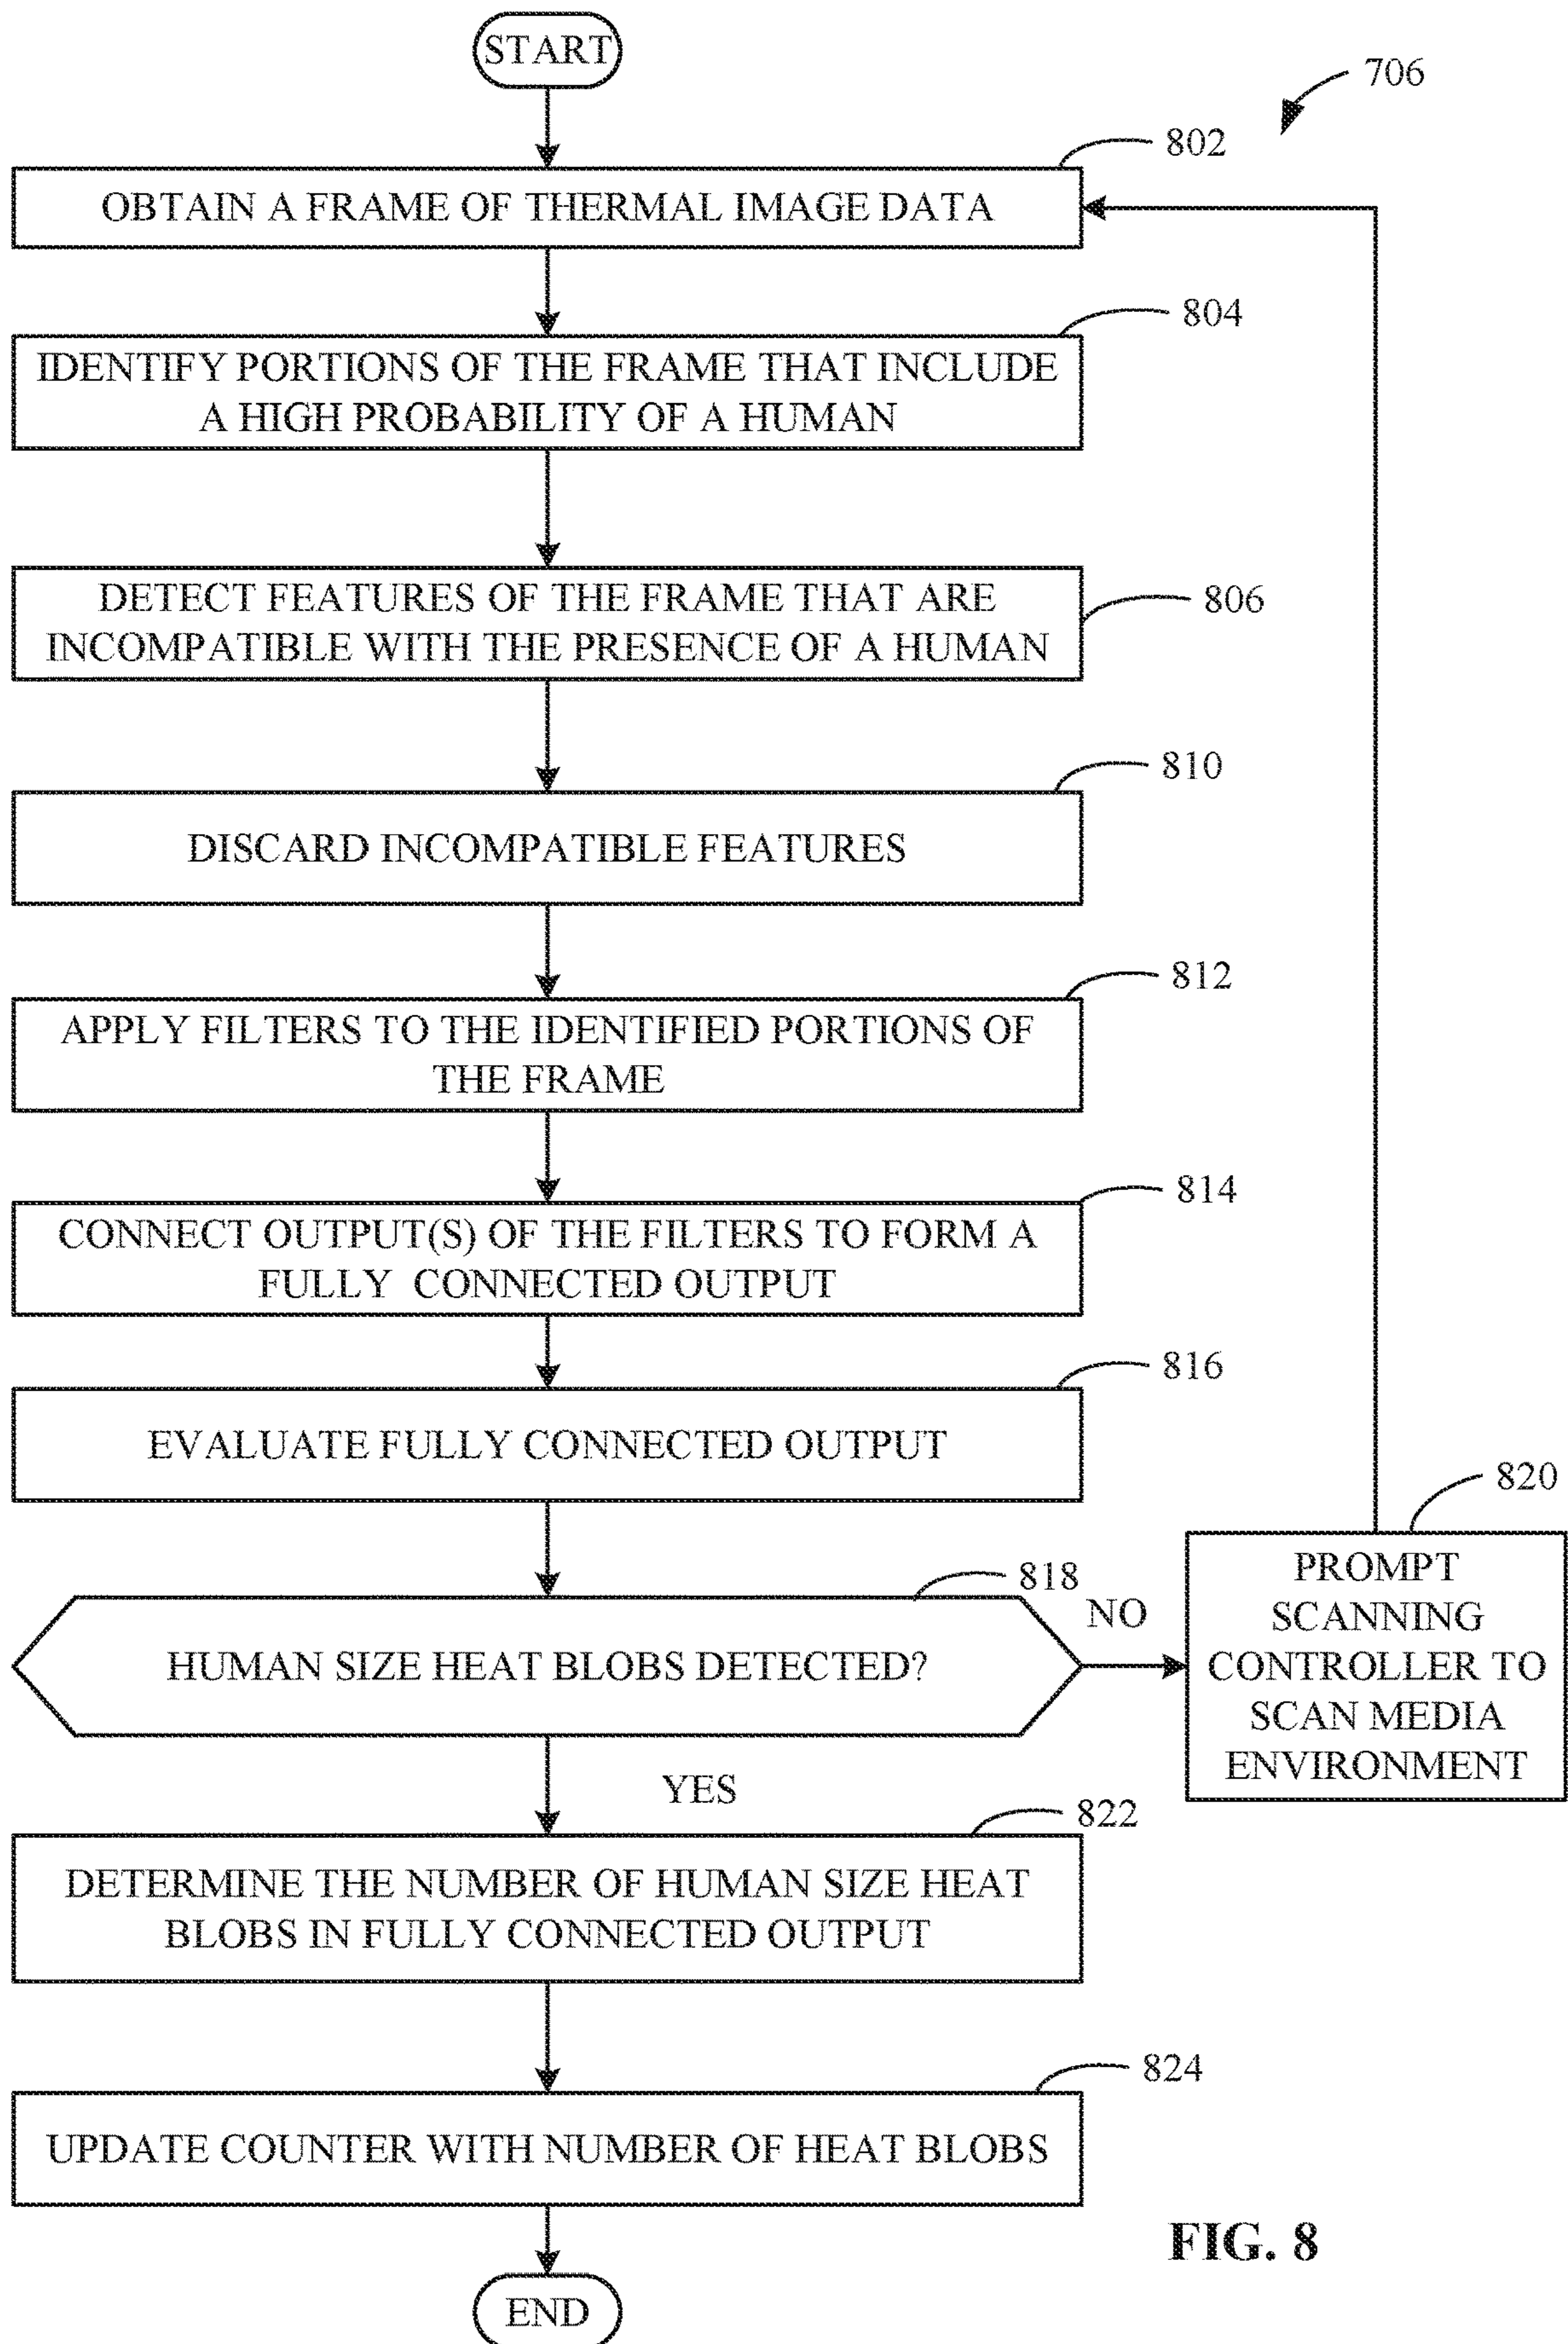 START
706
802
OBTAIN A FRAME OF THERMAL IMAGE DATA
804
IDENTIFY PORTIONS OF THE FRAME THAT INCLUDE
A HIGH PROBABILITY OF A HUMAN
DETECT FEATURES OF THE FRAME THAT ARE
INCOMPATIBLE WITH THE PRESENCE OF A HUMAN
806
810
DISCARD INCOMPATIBLE FEATURES
812
APPLY FILTERS TO THE IDENTIFIED PORTIONS OF
THE FRAME
814
CONNECT OUTPUT(S) OF THE FILTERS TO FORM A
FULLY CONNECTED OUTPUT
816
EVALUATE FULLY CONNECTED OUTPUT
818
HUMAN SIZE HEAT BLOBS DETECTED?
NO
820
PROMPT
SCANNING
CONTROLLER TO
SCAN MEDIA
ENVIRONMENT
YES
822
DETERMINE THE NUMBER OF HUMAN SIZE HEAT
BLOBS IN FULLY CONNECTED OUTPUT
824
UPDATE COUNTER WITH NUMBER OF HEAT BLOBS
END
FIG. 8